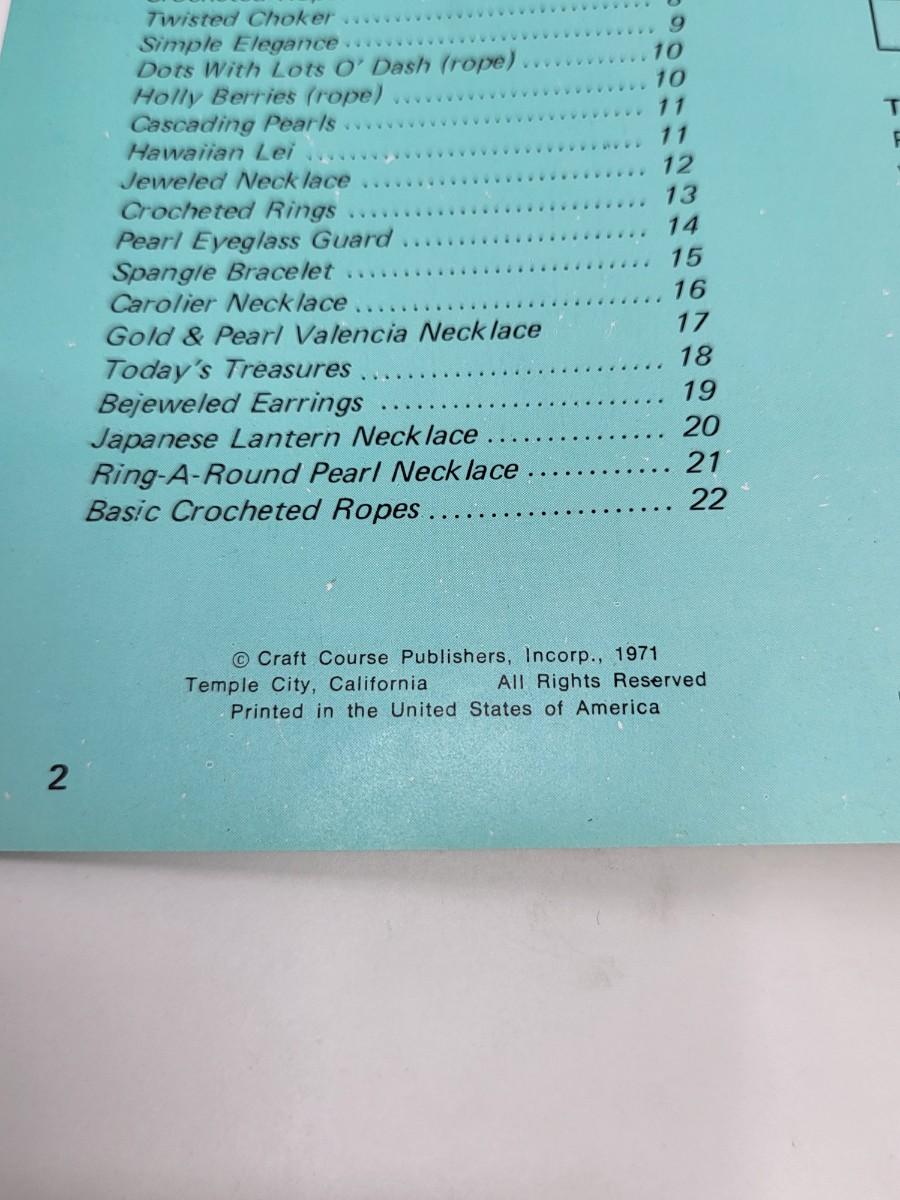 Twisted Choker ........................ 8
Simple Elegance ........................ 9
Dots With Lots O' Dash (rope) ............ 10
Holly Berries (rope) ........................ 10
Cascading Pearls ........................ 11
Hawaiian Lei ........................ 11
Jeweled Necklace ........................ 12
Crocheted Rings ........................ 13
Pearl Eyeglass Guard ..................... 14
Spangle Bracelet ........................ 15
Carolier Necklace ........................ 16
Gold & Pearl Valencia Necklace 17
Today's Treasures ........................ 18
Bejeweled Earrings ...................... 19
Japanese Lantern Necklace ............... 20
Ring-A-Round Pearl Necklace ............ 21
Basic Crocheted Ropes .................... 22
© Craft Course Publishers, Incorp., 1971
Temple City, California All Rights Reserved
Printed in the United States of America
2